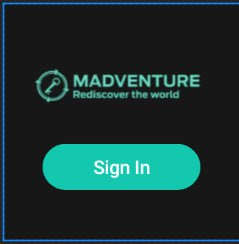 MADVENTURE
Rediscover the world
Sign In